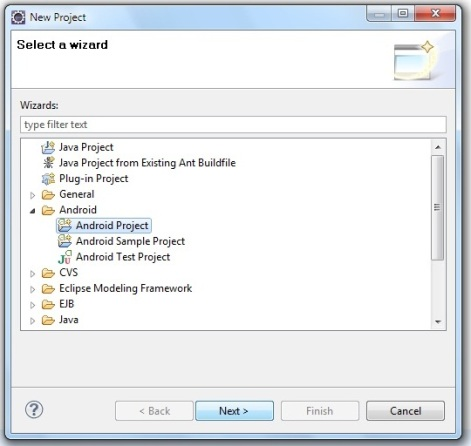 New Project
Select a wizard
Wizards:
type filter text
Java Project
Java Project from Existing Ant Buildfile
Plug-in Project
General
Android
Android Project
Android Sample Project
Android Test Project
CVS
Eclipse Modeling Framework
EJB
Java
?
< Back Next > Finish Cancel